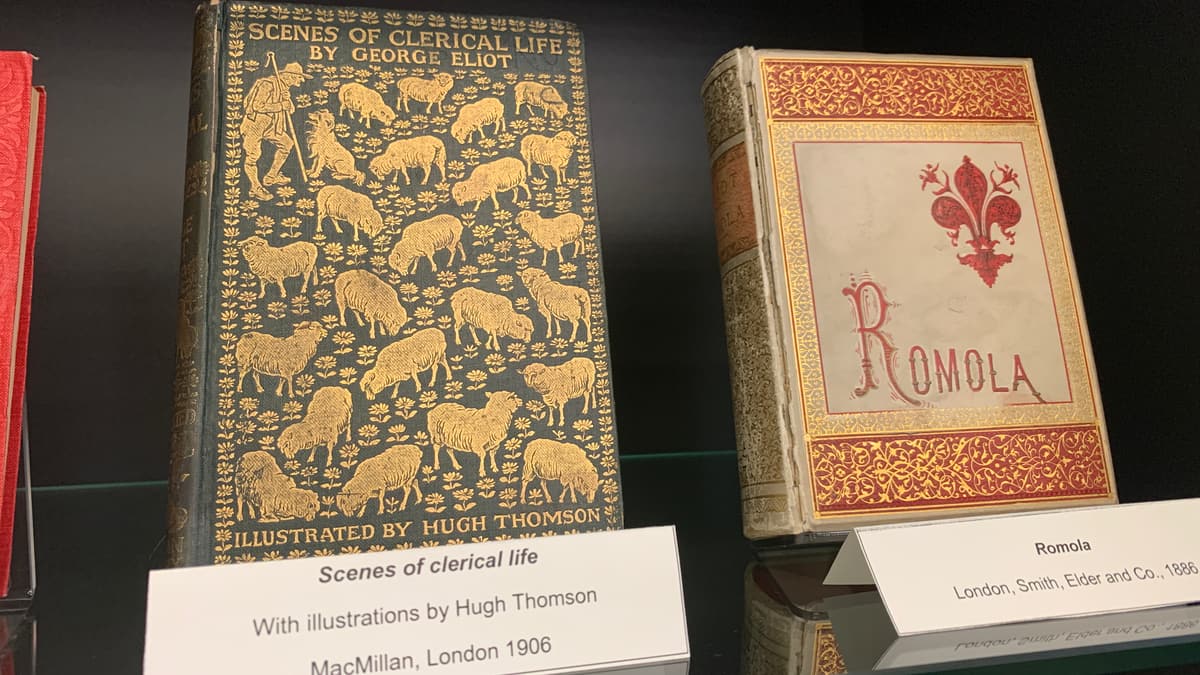 SCENES OF CLERICAL LIFE
BY GEORGE ELIOT
ILLUSTRATED BY HUGH THOMSON
Scenes of clerical life
With illustrations by Hugh Thomson
MacMillan, London 1906
ROMOLA
Romola
London, Smith, Elder and Co., 1886